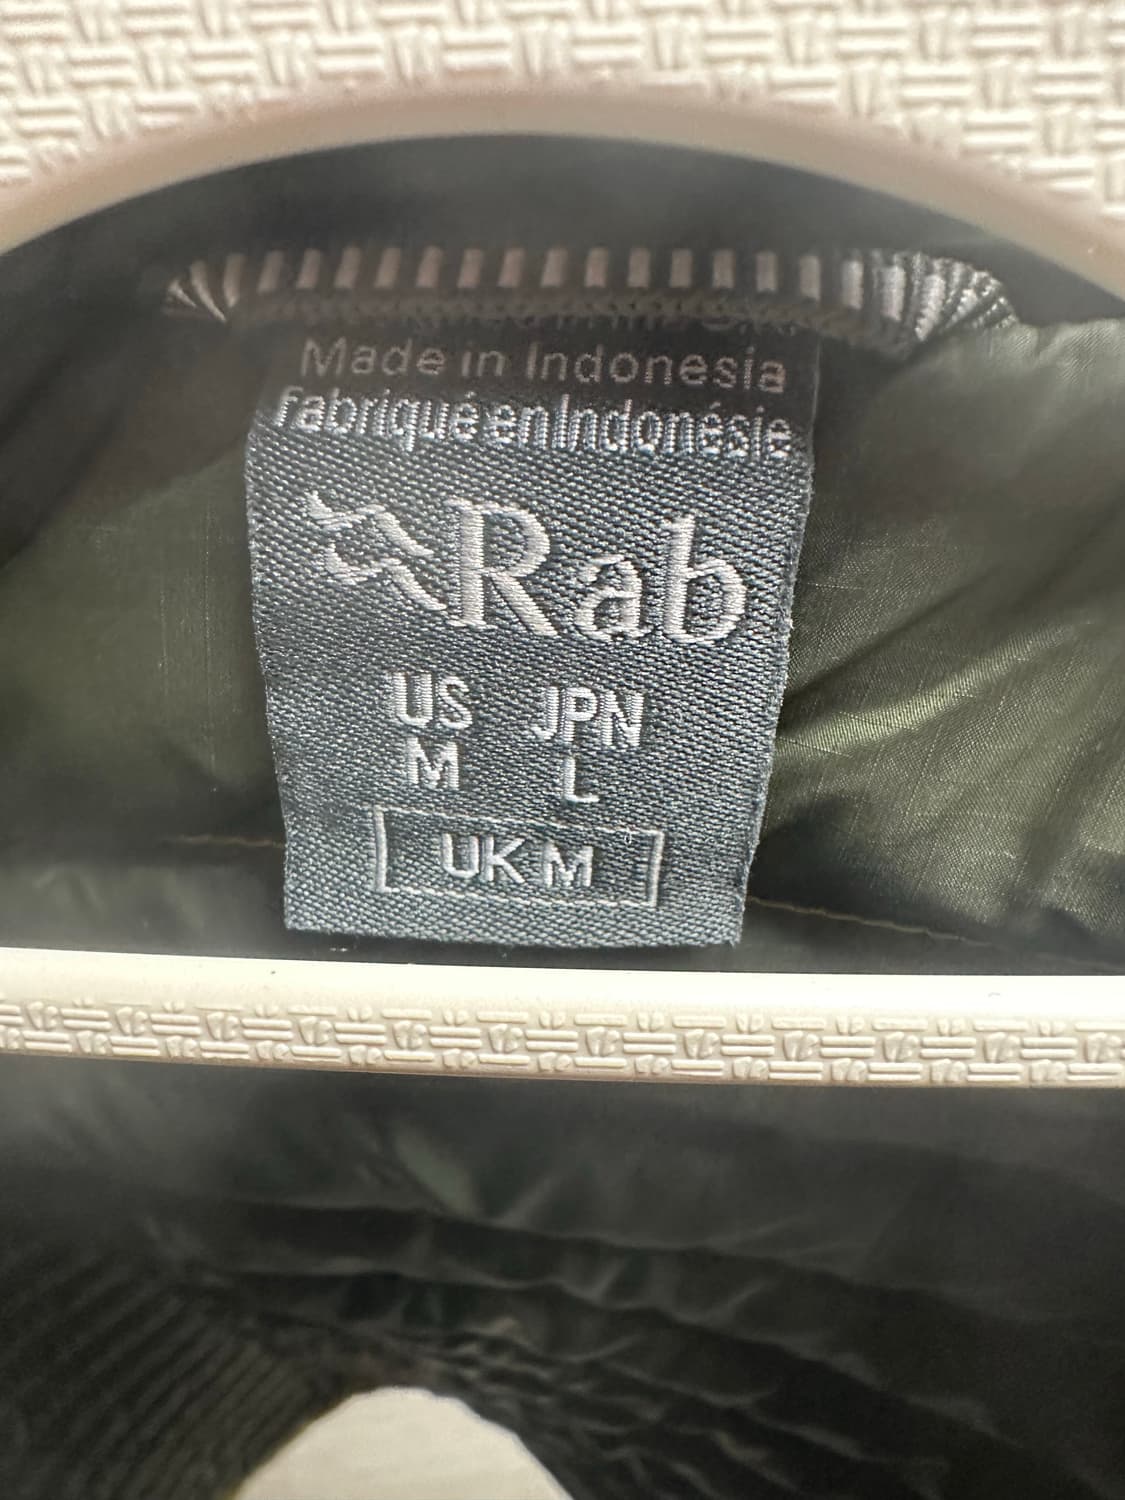 Made in Indonesia
Fabriqué en Indonésie
Rab
US JPN
M L
UK M